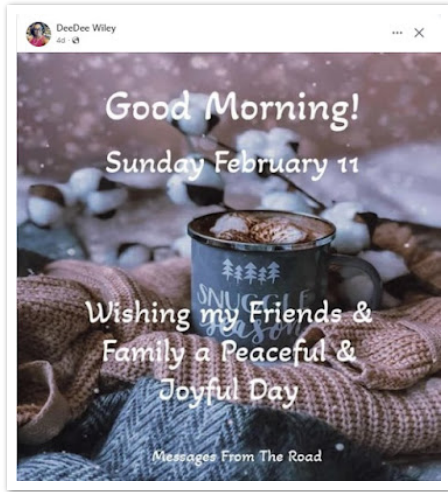 DeeDee Wiley
4d ·
Good Morning!
Sunday February 11
SNUGGLE
Season
Wishing my Friends &
Family a Peaceful &
Joyful Day
Messages From The Road